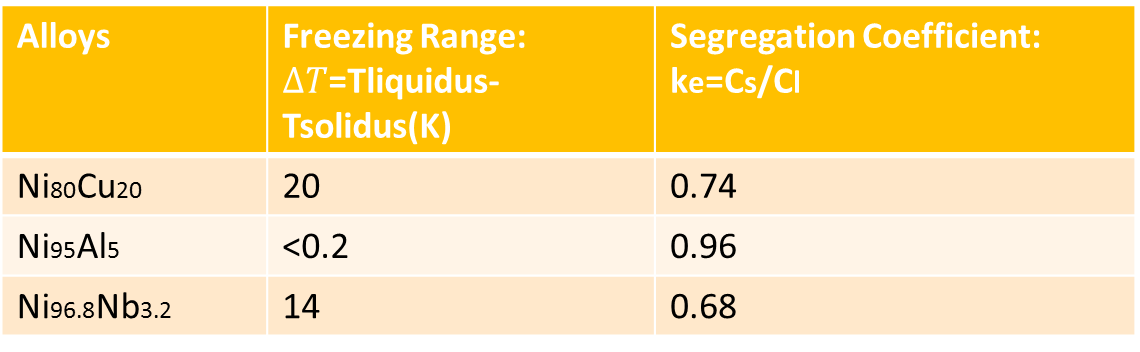 Alloys
Freezing Range:
ΔT=Tliquidus-
Tsolidus(K)
Segregation Coefficient:
ke=Cs/Cl
Ni80Cu20 20 0.74
Ni95Al5 <0.2 0.96
Ni96.8Nb3.2 14 0.68